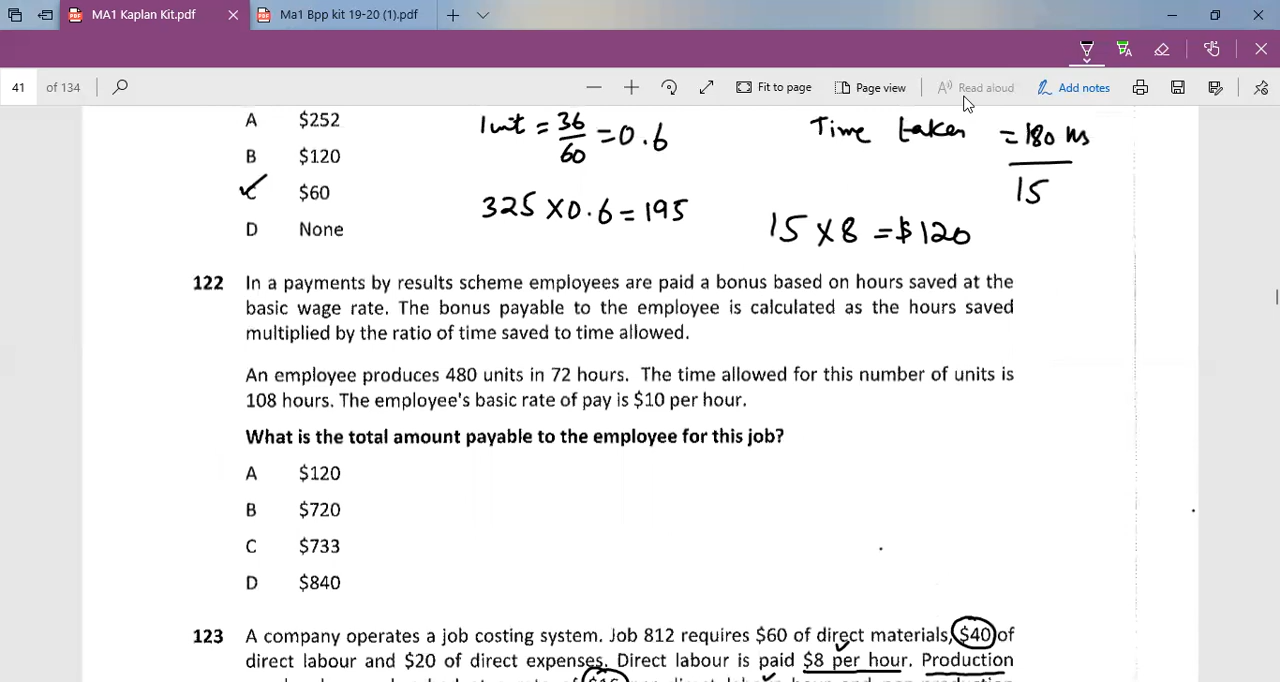 MA1 Kaplan Kit.pdf
Ma1 Bpp kit 19-20 (1).pdf
41 of 134
Fit to page
Page view
Read aloud
Add notes
A $252
B $120
C $60
D None
1 unit = 36/60 = 0.6
325 X 0.6 = 195
Time taken = 180 ms
15
15 X 8 = $120
122 In a payments by results scheme employees are paid a bonus based on hours saved at the
basic wage rate. The bonus payable to the employee is calculated as the hours saved
multiplied by the ratio of time saved to time allowed.
An employee produces 480 units in 72 hours. The time allowed for this number of units is
108 hours. The employee's basic rate of pay is $10 per hour.
What is the total amount payable to the employee for this job?
A $120
B $720
C $733
D $840
123 A company operates a job costing system. Job 812 requires $60 of direct materials, $40 of
direct labour and $20 of direct expenses. Direct labour is paid $8 per hour. Production